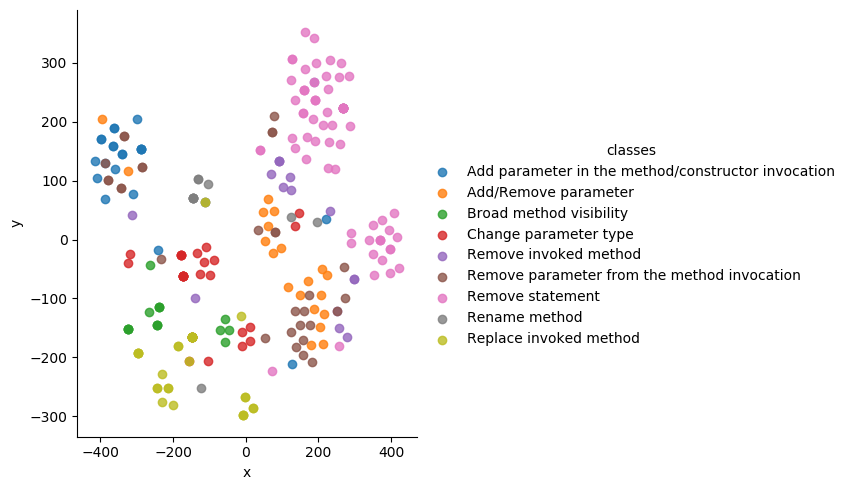 300
200
100
0
−100
−200
−300
y
−400
−200
0
200
400
x
classes
Add parameter in the method/constructor invocation
Add/Remove parameter
Broad method visibility
Change parameter type
Remove invoked method
Remove parameter from the method invocation
Remove statement
Rename method
Replace invoked method